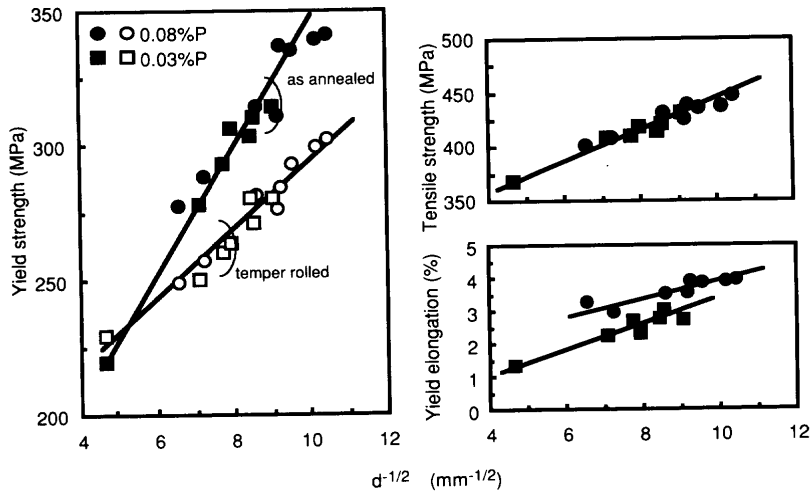 350
300
250
200
Yield strength (MPa)
0.08%P
0.03%P
as annealed
temper rolled
4 6 8 10 12
500
450
400
350
Tensile strength (MPa)
5
4
3
2
1
0
Yield elongation (%)
4 6 8 10 12
d-1/2 (mm-1/2)